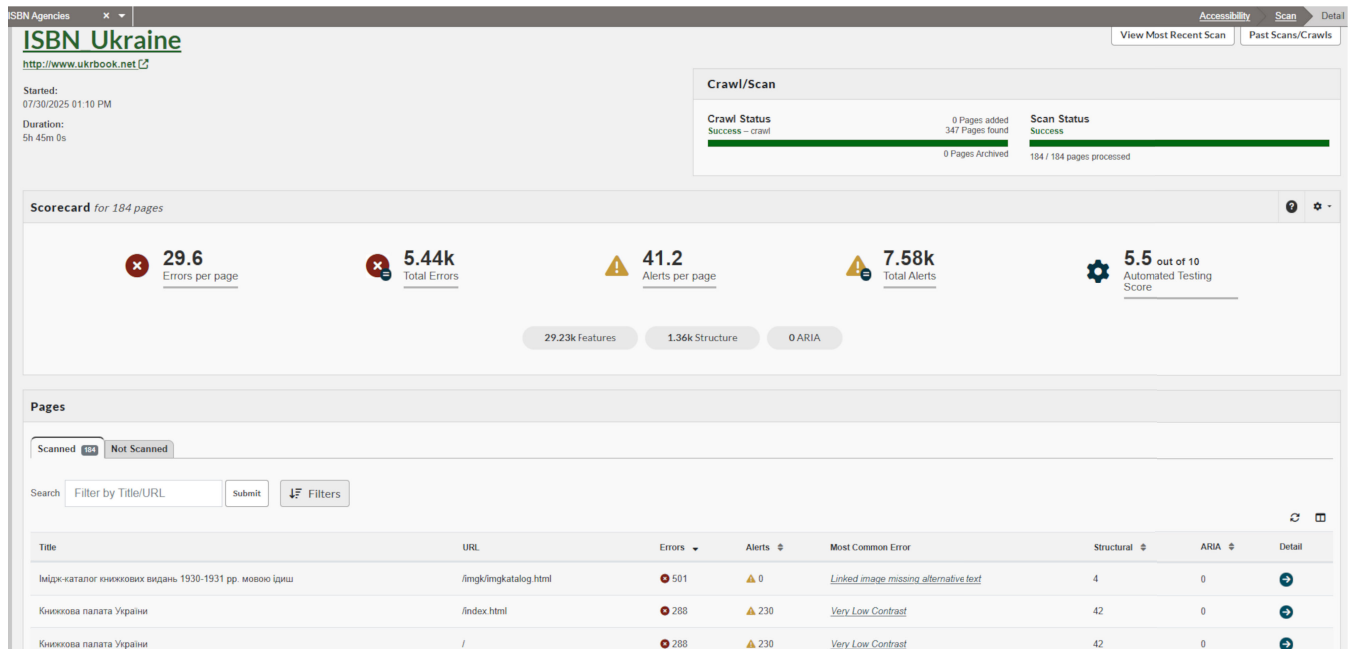 ISBN Agencies
Accessibility Scan Detail
ISBN_Ukraine
View Most Recent Scan Past Scans/Crawls
http://www.ukrbook.net
Started:
07/30/2025 01:10 PM
Duration:
5h 45m 0s
Crawl/Scan
Crawl Status
Success – crawl
0 Pages added
347 Pages found
0 Pages Archived
Scan Status
Success
184 / 184 pages processed
Scorecard for 184 pages
29.6
Errors per page
5.44k
Total Errors
41.2
Alerts per page
7.58k
Total Alerts
5.5 out of 10
Automated Testing
Score
29.23k Features 1.36k Structure 0 ARIA
Pages
Scanned 184 Not Scanned
Search Filter by Title/URL Submit Filters
Title URL Errors Alerts Most Common Error Structural ARIA Detail
Імідж-каталог книжкових видань 1930-1931 рр. мовою їдиш /imgk/imgkatalog.html 501 0 Linked image missing alternative text 4 0
Книжкова палата України /index.html 288 230 Very Low Contrast 42 0
Книжкова палата України / 288 230 Very Low Contrast 42 0